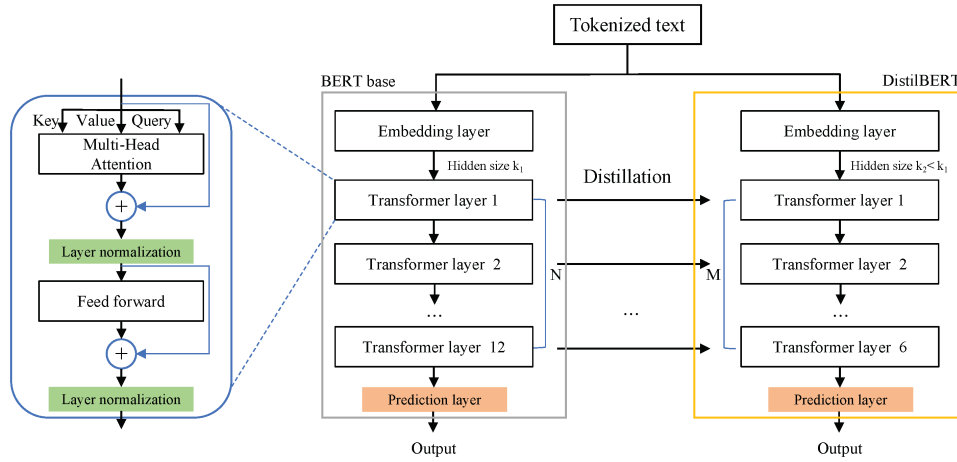 Tokenized text
BERT base
DistilBERT
Key
Value
Query
Multi-Head
Attention
+
Layer normalization
Feed forward
+
Layer normalization
Embedding layer
Hidden size k₁
Transformer layer 1
Transformer layer 2
...
Transformer layer 12
Prediction layer
Output
N
Distillation
...
M
Embedding layer
Hidden size k₂< k₁
Transformer layer 1
Transformer layer 2
...
Transformer layer 6
Prediction layer
Output